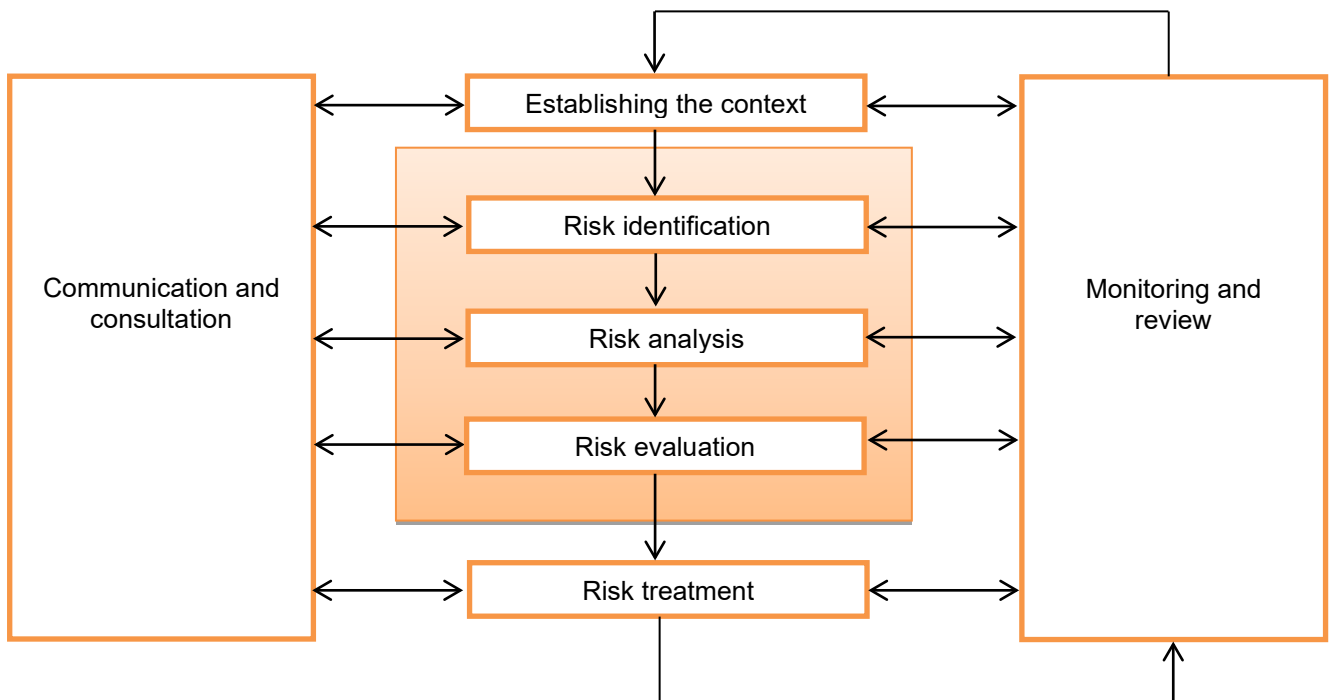 Establishing the context
Risk identification
Communication and
consultation
Monitoring and
review
Risk analysis
Risk evaluation
Risk treatment